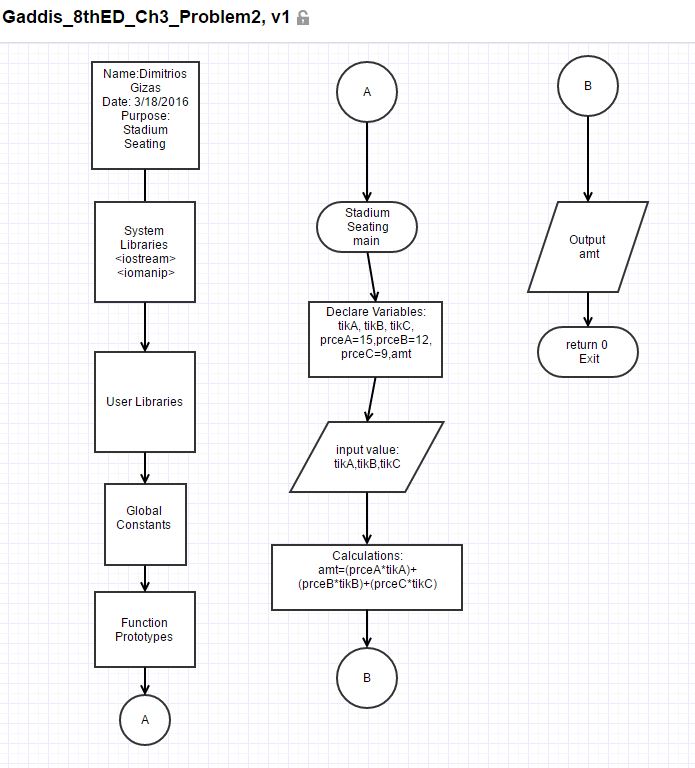 Gaddis_8thED_Ch3_Problem2, v1
Name:Dimitrios
Gizas
Date: 3/18/2016
Purpose:
Stadium
Seating
System
Libraries
<iostream>
<iomanip>
User Libraries
Global
Constants
Function
Prototypes
A
A
Stadium
Seating
main
Declare Variables:
tikA, tikB, tikC,
prceA=15,prceB=12,
prceC=9,amt
input value:
tikA,tikB,tikC
Calculations:
amt=(prceA*tikA)+
(prceB*tikB)+(prceC*tikC)
B
B
Output
amt
return 0
Exit